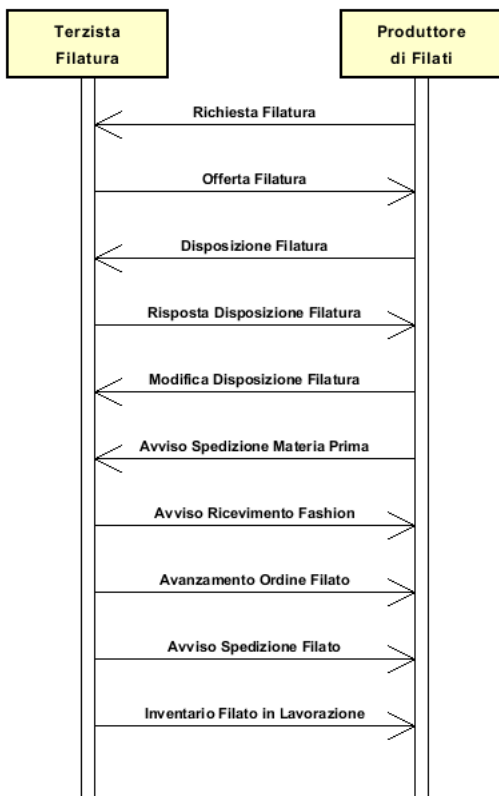 Terzista
Filatura
Produttore
di Filati
Richiesta Filatura
Offerta Filatura
Disposizione Filatura
Risposta Disposizione Filatura
Modifica Disposizione Filatura
Avviso Spedizione Materia Prima
Avviso Ricevimento Fashion
Avanzamento Ordine Filato
Avviso Spedizione Filato
Inventario Filato in Lavorazione